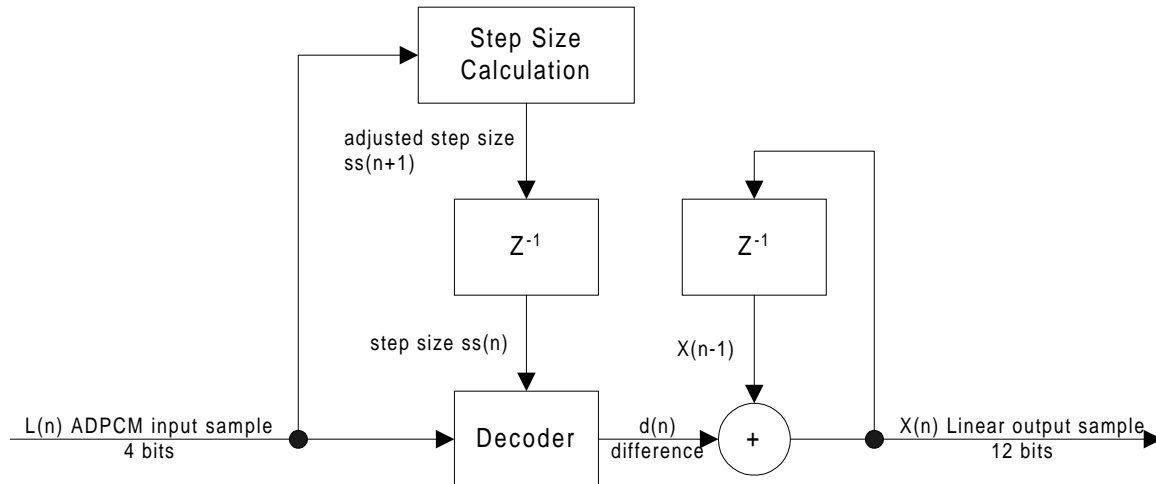 Step Size
Calculation
adjusted step size
ss(n+1)
Z-1
Z-1
step size ss(n)
X(n-1)
L(n) ADPCM input sample
4 bits
Decoder
d(n)
difference
+
X(n) Linear output sample
12 bits